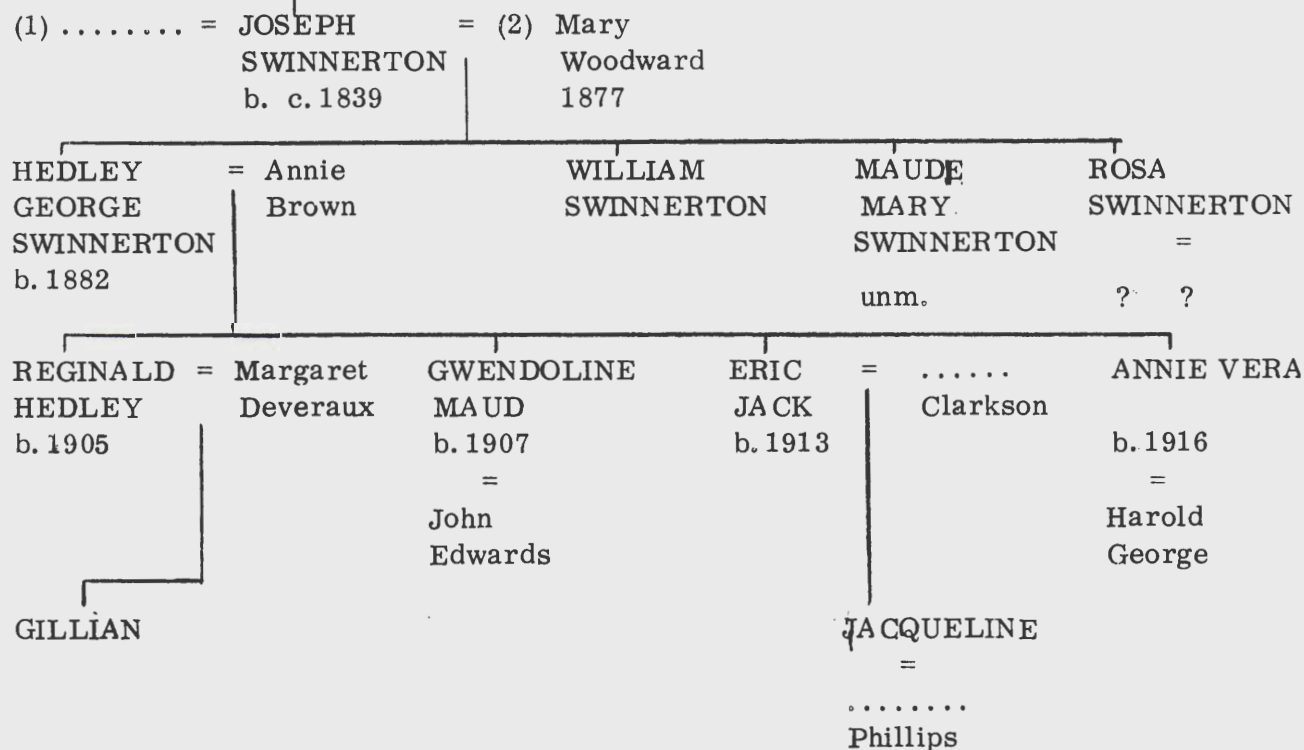 (1) ........ = JOSEPH = (2) Mary
SWINNERTON Woodward
b. c.1839 1877
HEDLEY = Annie WILLIAM MAUDE ROSA
GEORGE Brown SWINNERTON MARY SWINNERTON
SWINNERTON SWINNERTON =
b.1882
unm. ? ?
REGINALD = Margaret GWENDOLINE ERIC = ...... ANNIE VERA
HEDLEY Deveraux MAUD JACK Clarkson
b.1905 b.1907 b.1913 b.1916
= =
John Harold
Edwards George
GILLIAN JACQUELINE
=
........
Phillips